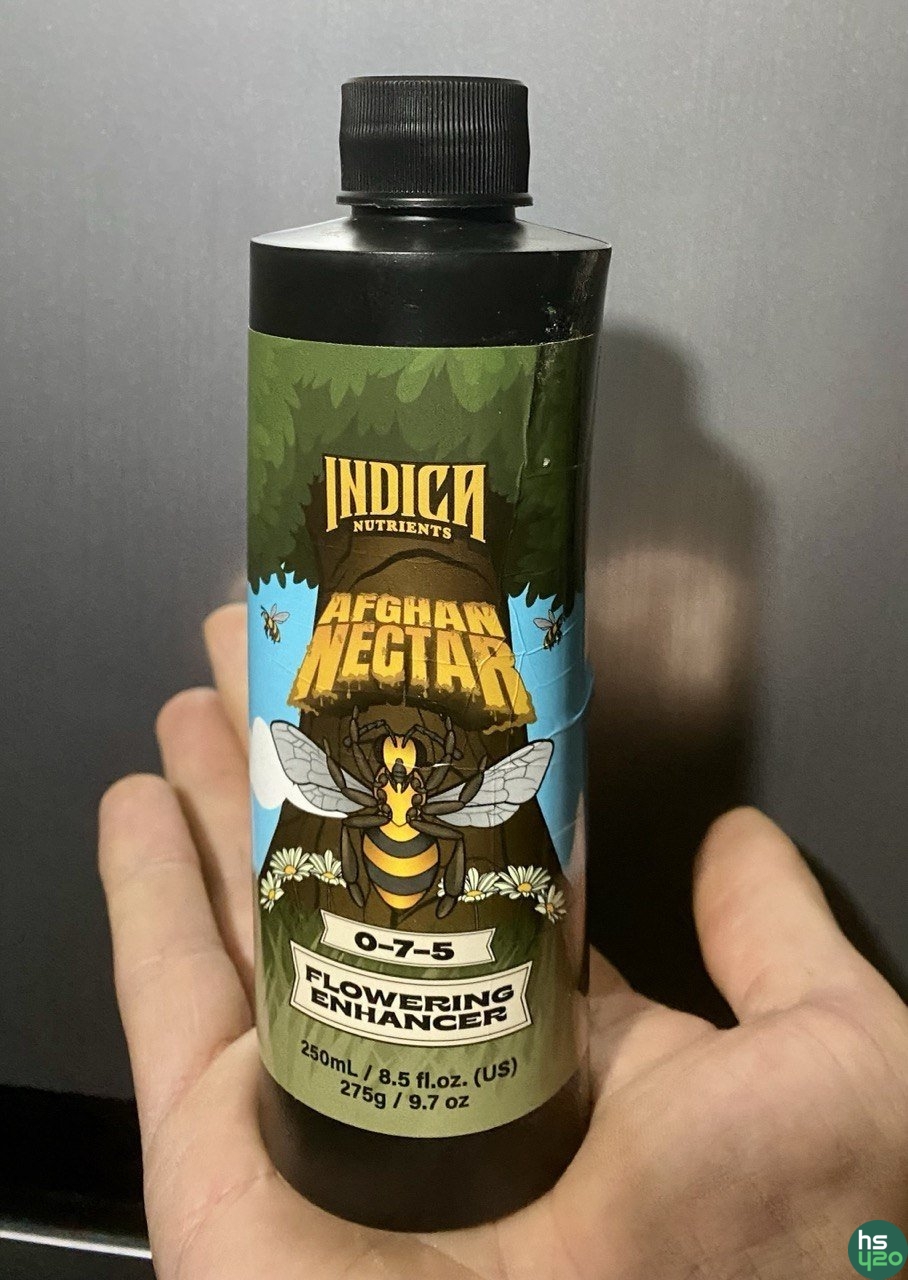 INDICA
NUTRIENTS
AFGHAN
NECTAR
0-7-5
FLOWERING
ENHANCER
250mL / 8.5 fl.oz. (US)
275g / 9.7 oz
hs
420